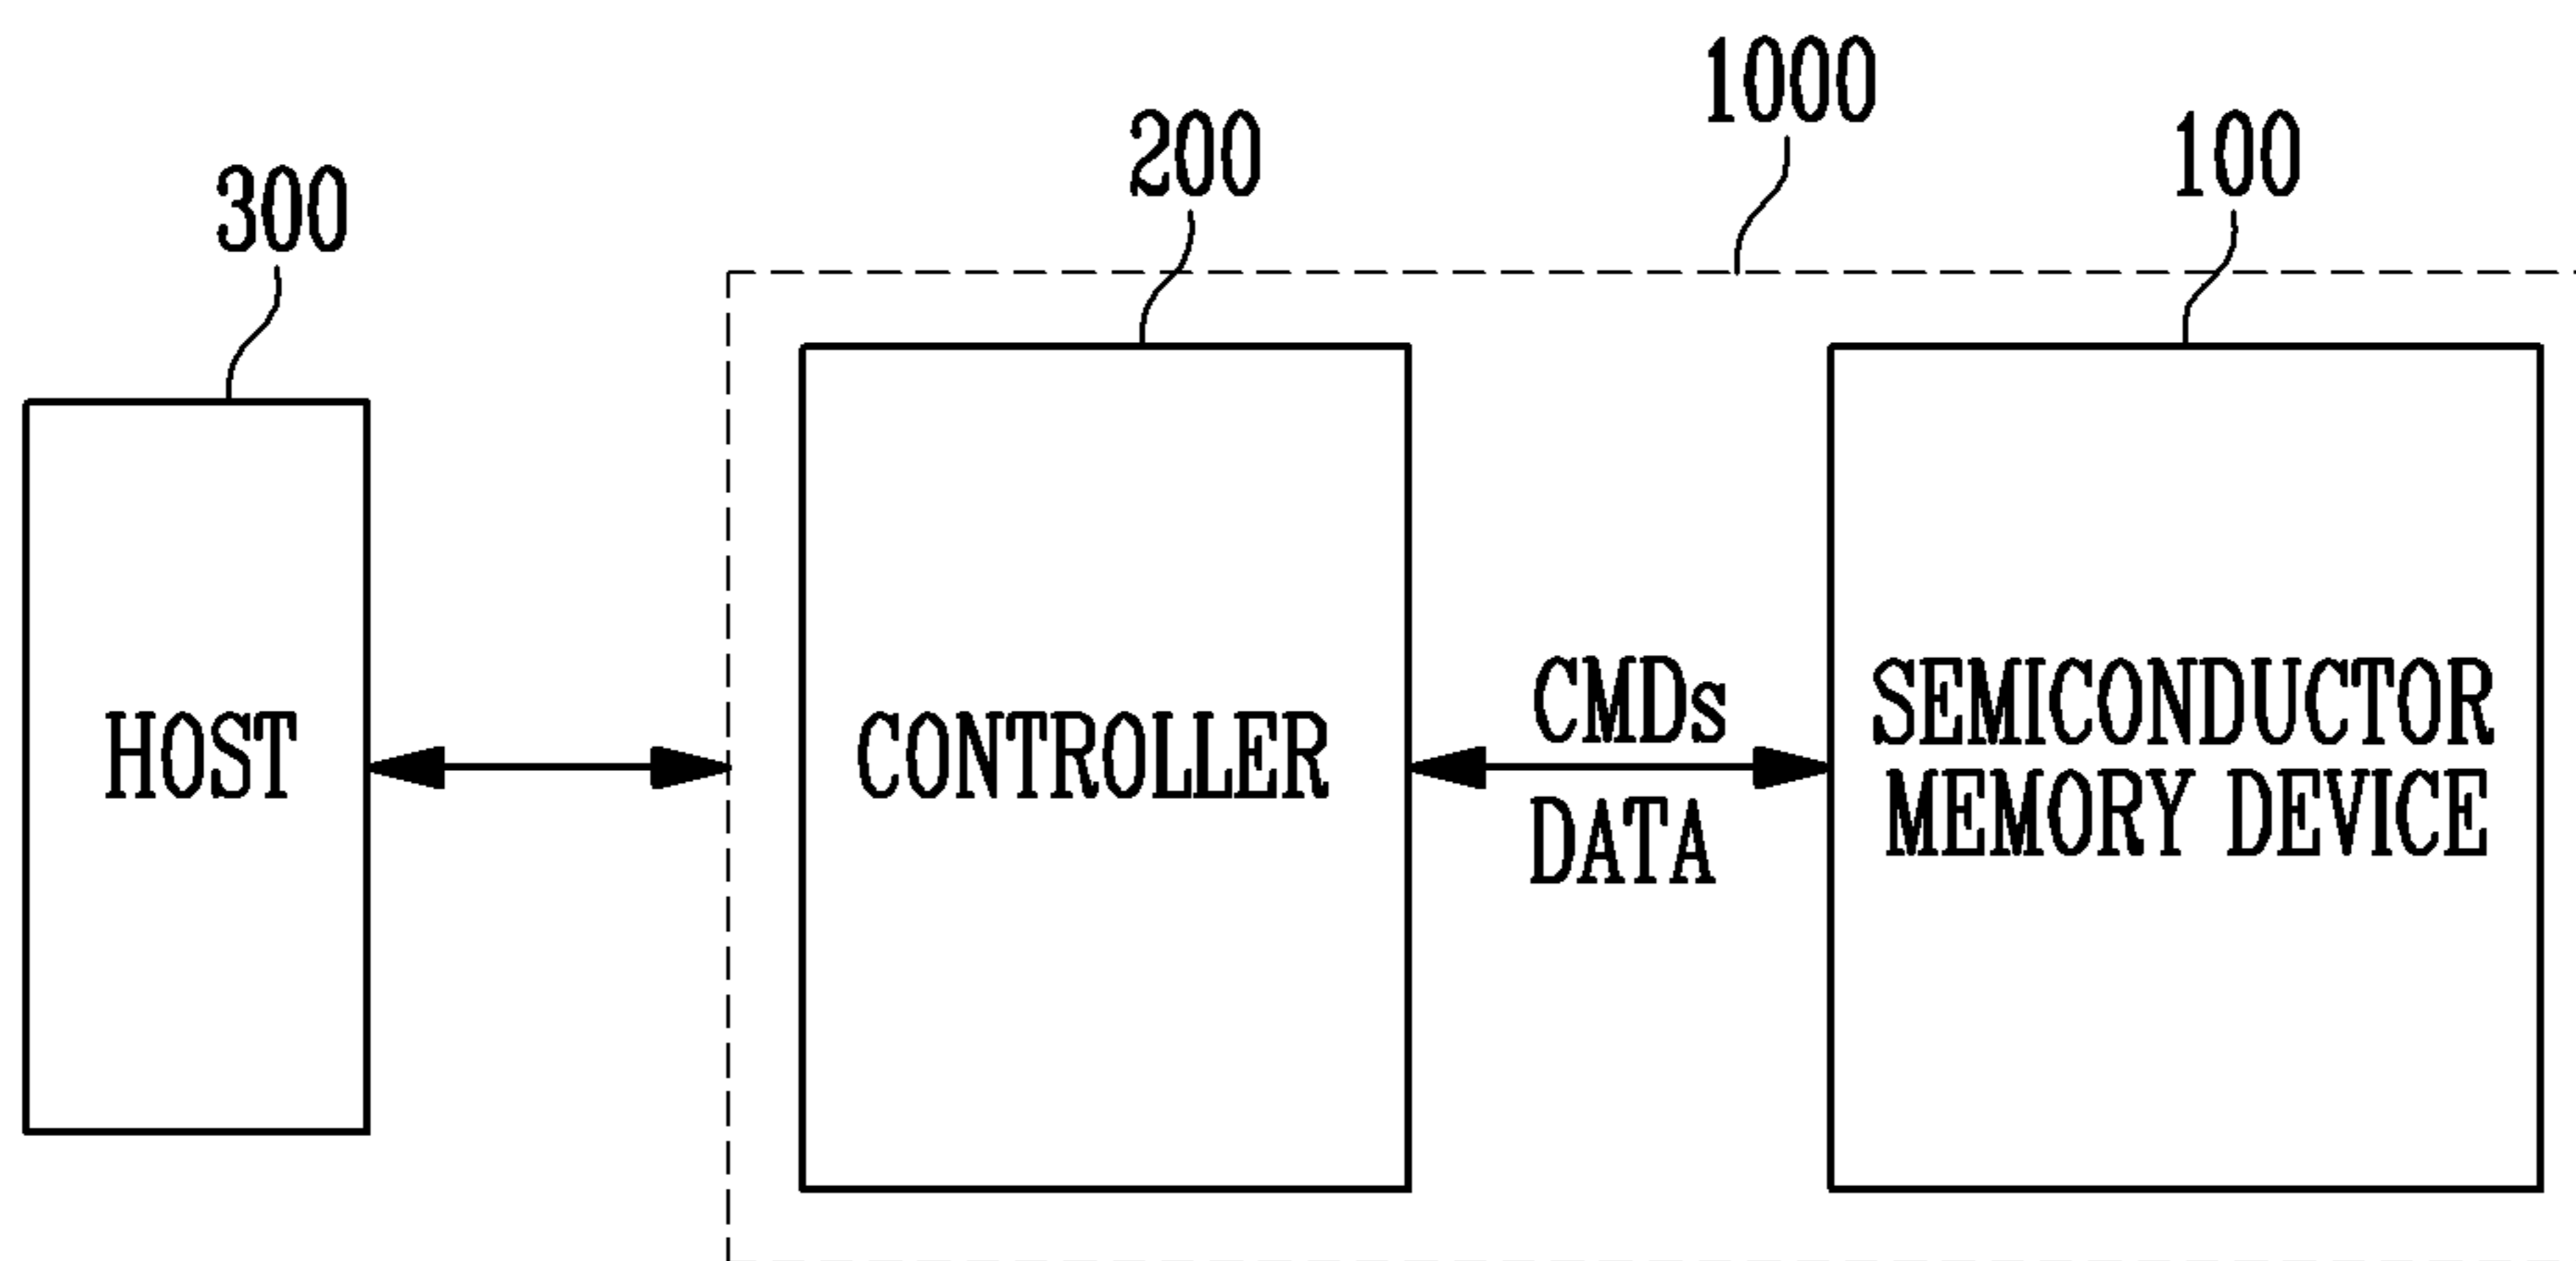 1000
200
100
300
HOST
CONTROLLER
CMDs
DATA
SEMICONDUCTOR
MEMORY DEVICE